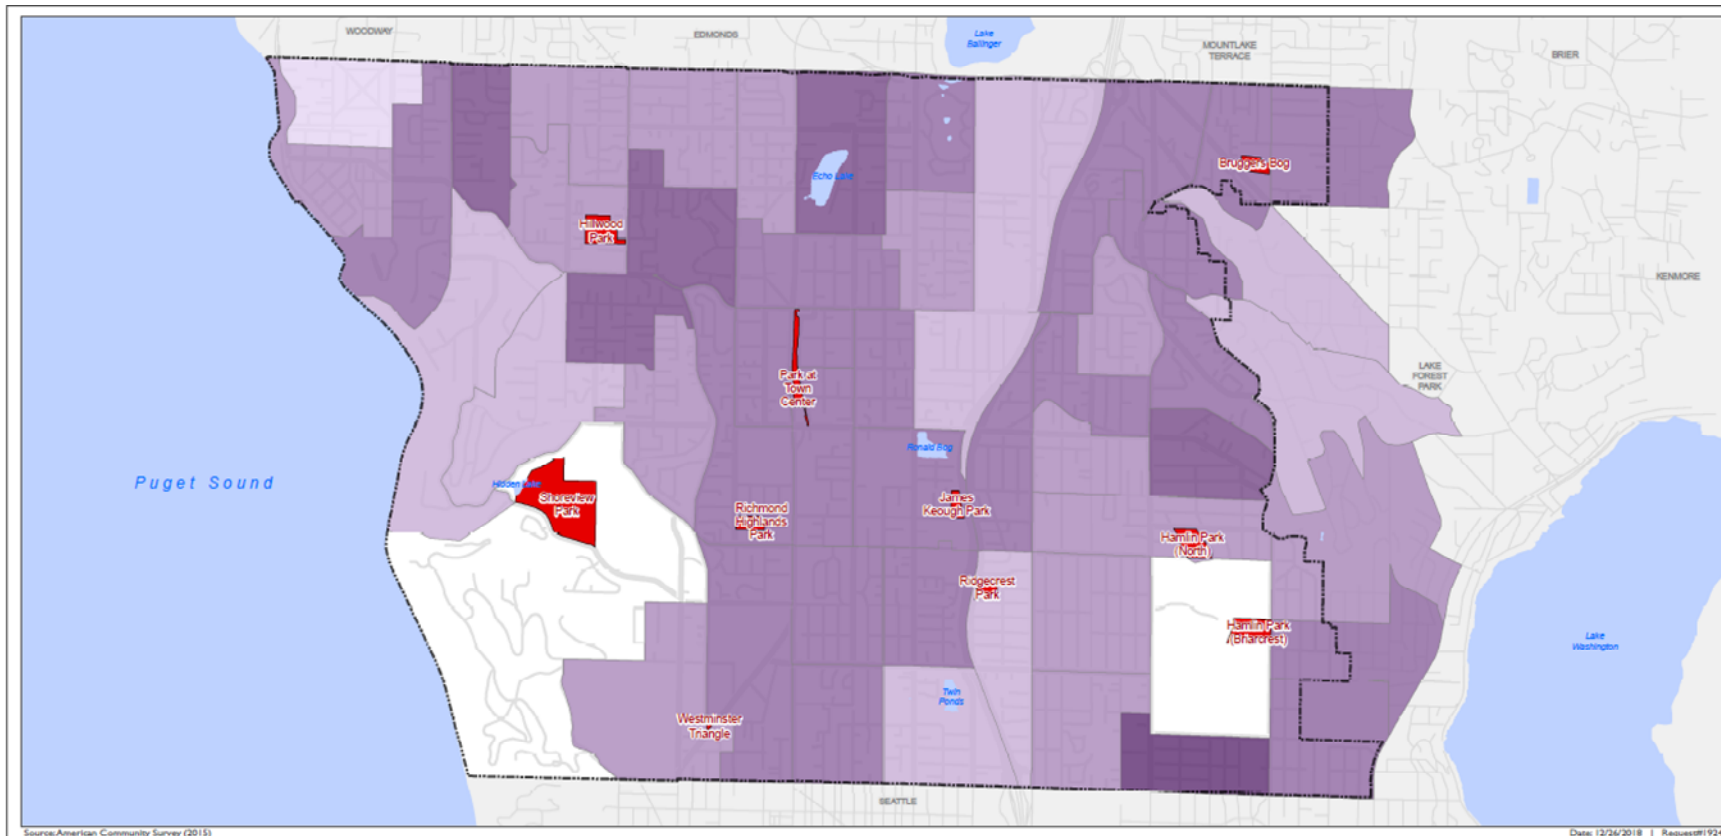 WOODWAY
EDMONDS
Lake
Ballinger
MOUNTLAKE
TERRACE
BRIER
Bruggers Bog
Echo Lake
Hillwood
Park
KENMORE
Park at
Town
Center
LAKE
FOREST
PARK
Ronald Bog
Puget Sound
Hidden Lake
Shoreview
Park
Richmond
Highlands
Park
James
Keough Park
Hamlin Park
(North)
Ridgecrest
Park
Hamlin Park
(Briarcrest)
Lake
Washington
Twin
Ponds
Westminster
Triangle
SEATTLE
Source: American Community Survey (2015)
Date: 12/26/2018 | Request#1924